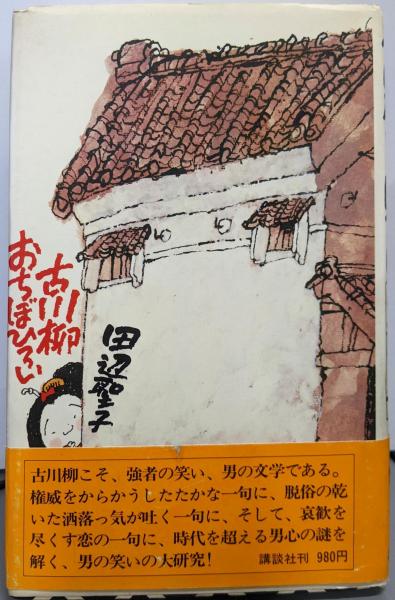 古川柳
おちぼひろい
田辺聖子
古川柳こそ、強者の笑い、男の文学である。
権威をからかうしたたかな一句に、脱俗の乾
いた洒落っ気が吐く一句に、そして、哀歓を
尽くす恋の一句に、時代を超える男心の謎を
解く、男の笑いの大研究!
講談社刊 980円